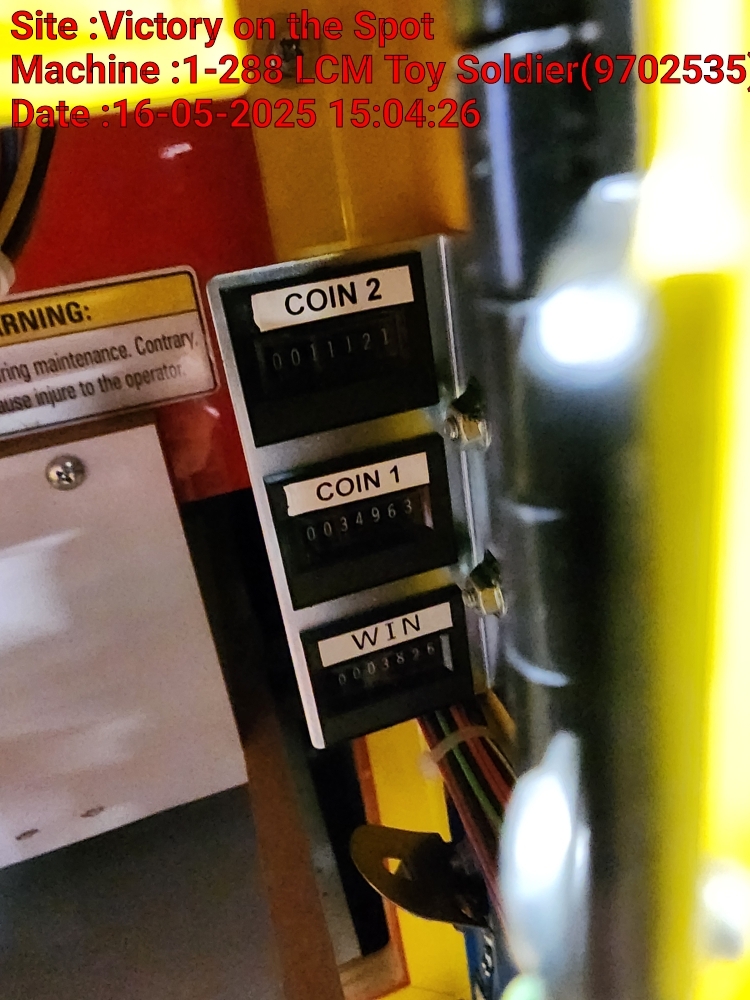 Site :Victory on the Spot
Machine :1-288 LCM Toy Soldier(9702535)
Date :16-05-2025 15:04:26
COIN 2
0011121
ARNING:
ring maintenance. Contrary,
ause injure to the operator.
COIN 1
0034963
WIN
0003826